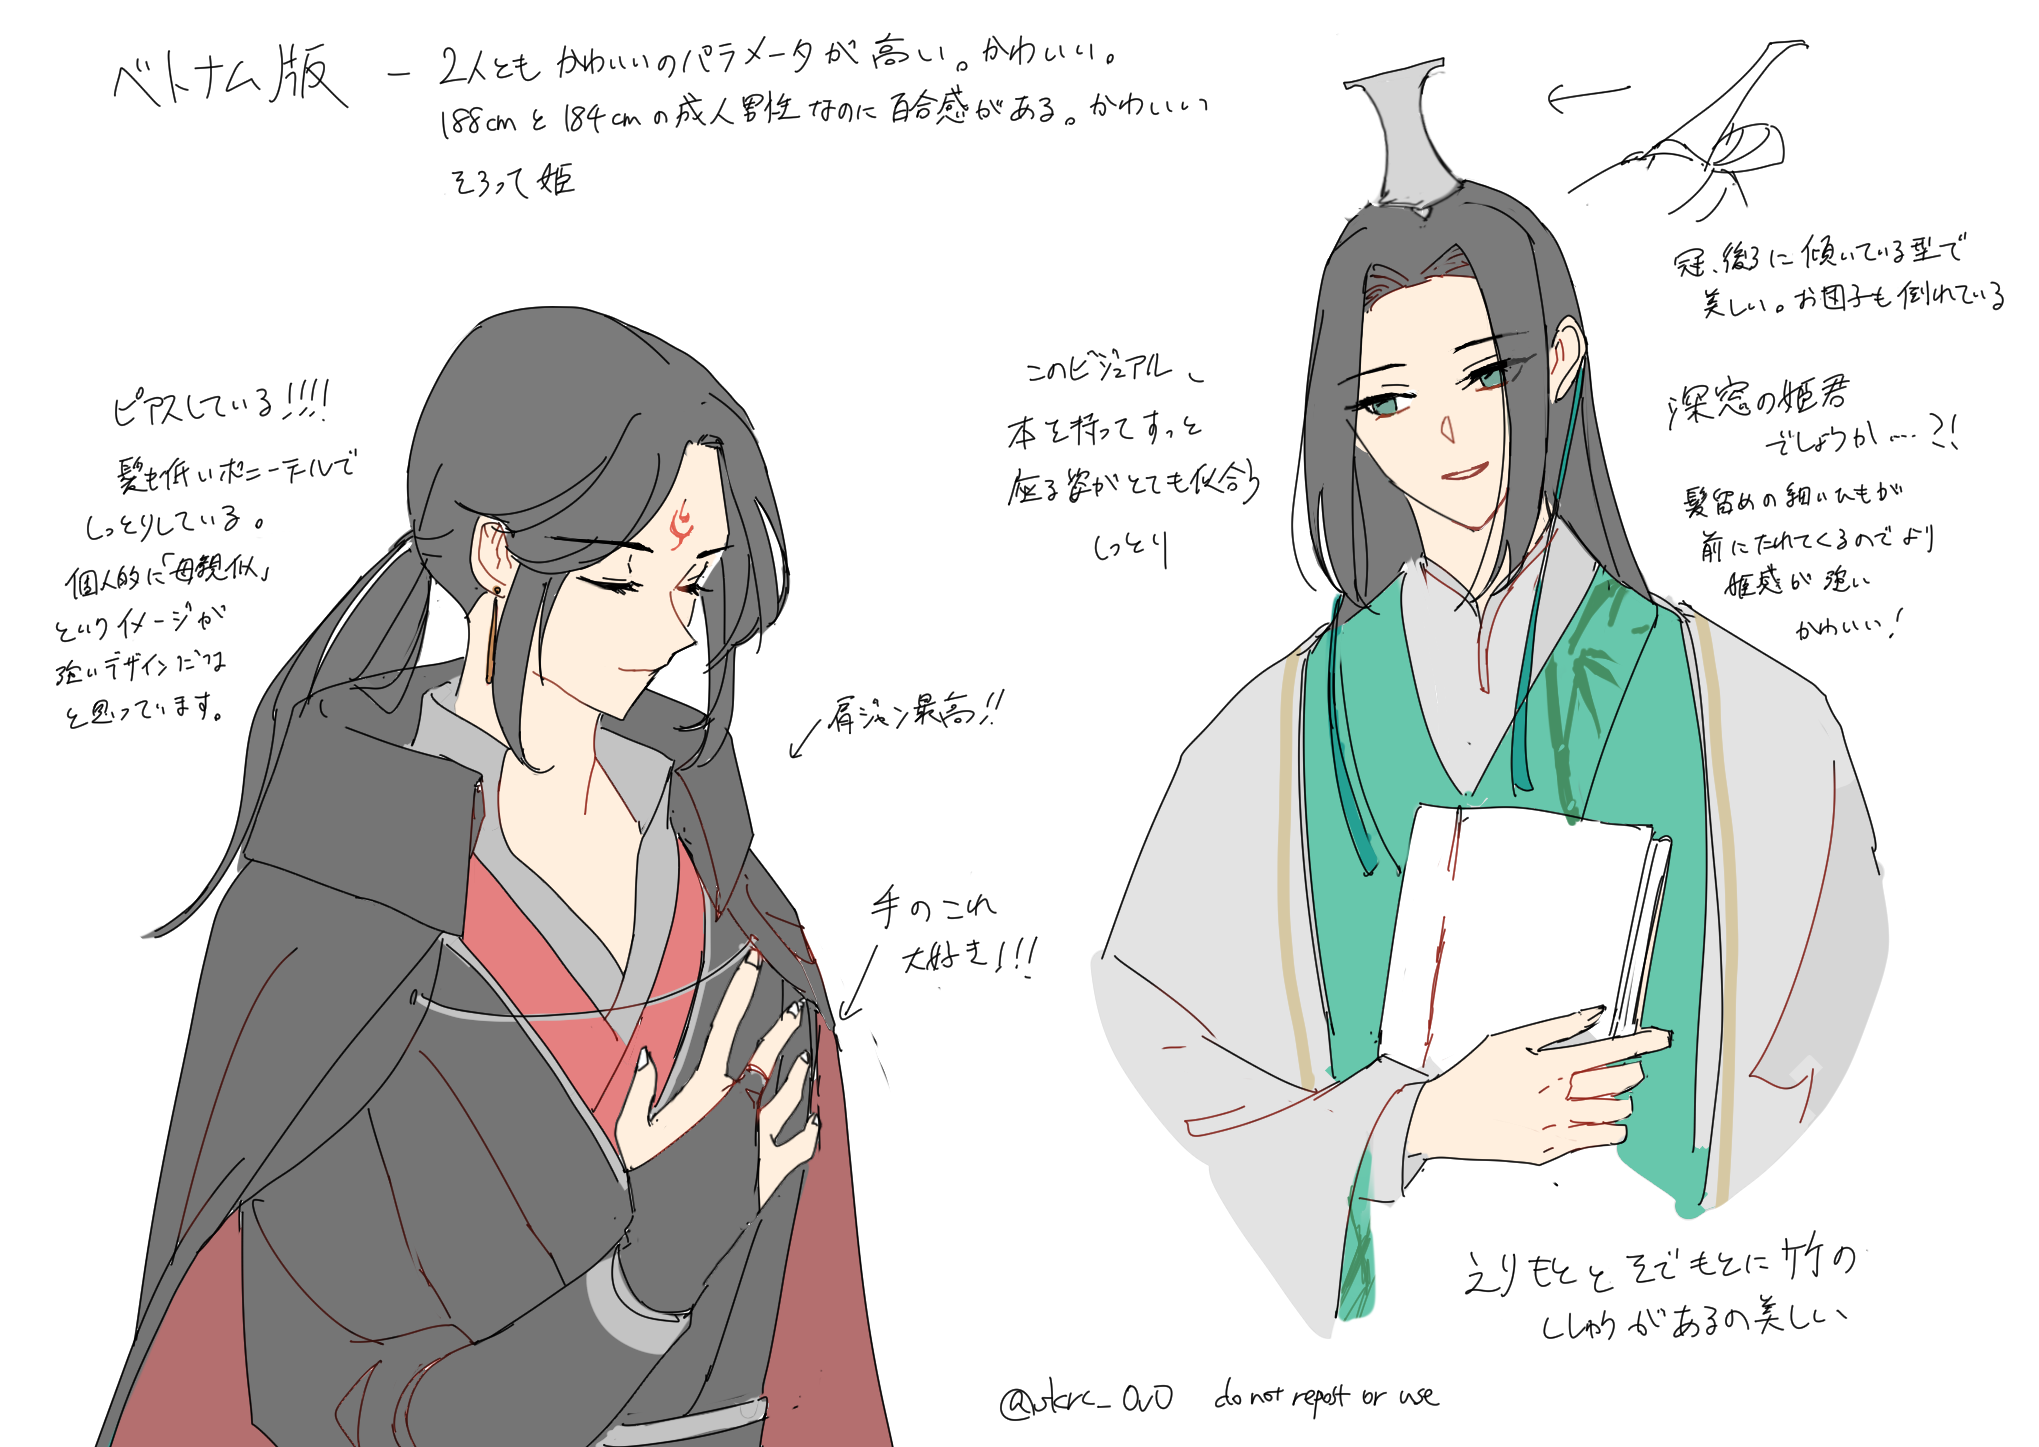 ベトナム版 - 2人とも かわいいのパラメータが 高い。かわいい。
188cmと184cmの成人男性なのに百合感がある。かわいいっ
そろって姫
冠、後ろに傾いている型で
美しい。お団子も倒れている
このビジュアル、
本を持ってすっと
座る姿がとても似合う
しっとり
深窓の姫君
でしょうか…?!
髪留めの細いひもが
前にたれてくるのでより
姫感が強い
かわいい!
ピアスしている!!!!
髪も低いポニーテールで
しっとりしている。
個人的に「母親似」
というイメージが
強いデザインだな
と思っています。
肩ジャン最高!!
手のこれ
大好き!!!
えりもととそでもとに竹の
ししゅうがあるの美しい
do not repost or use